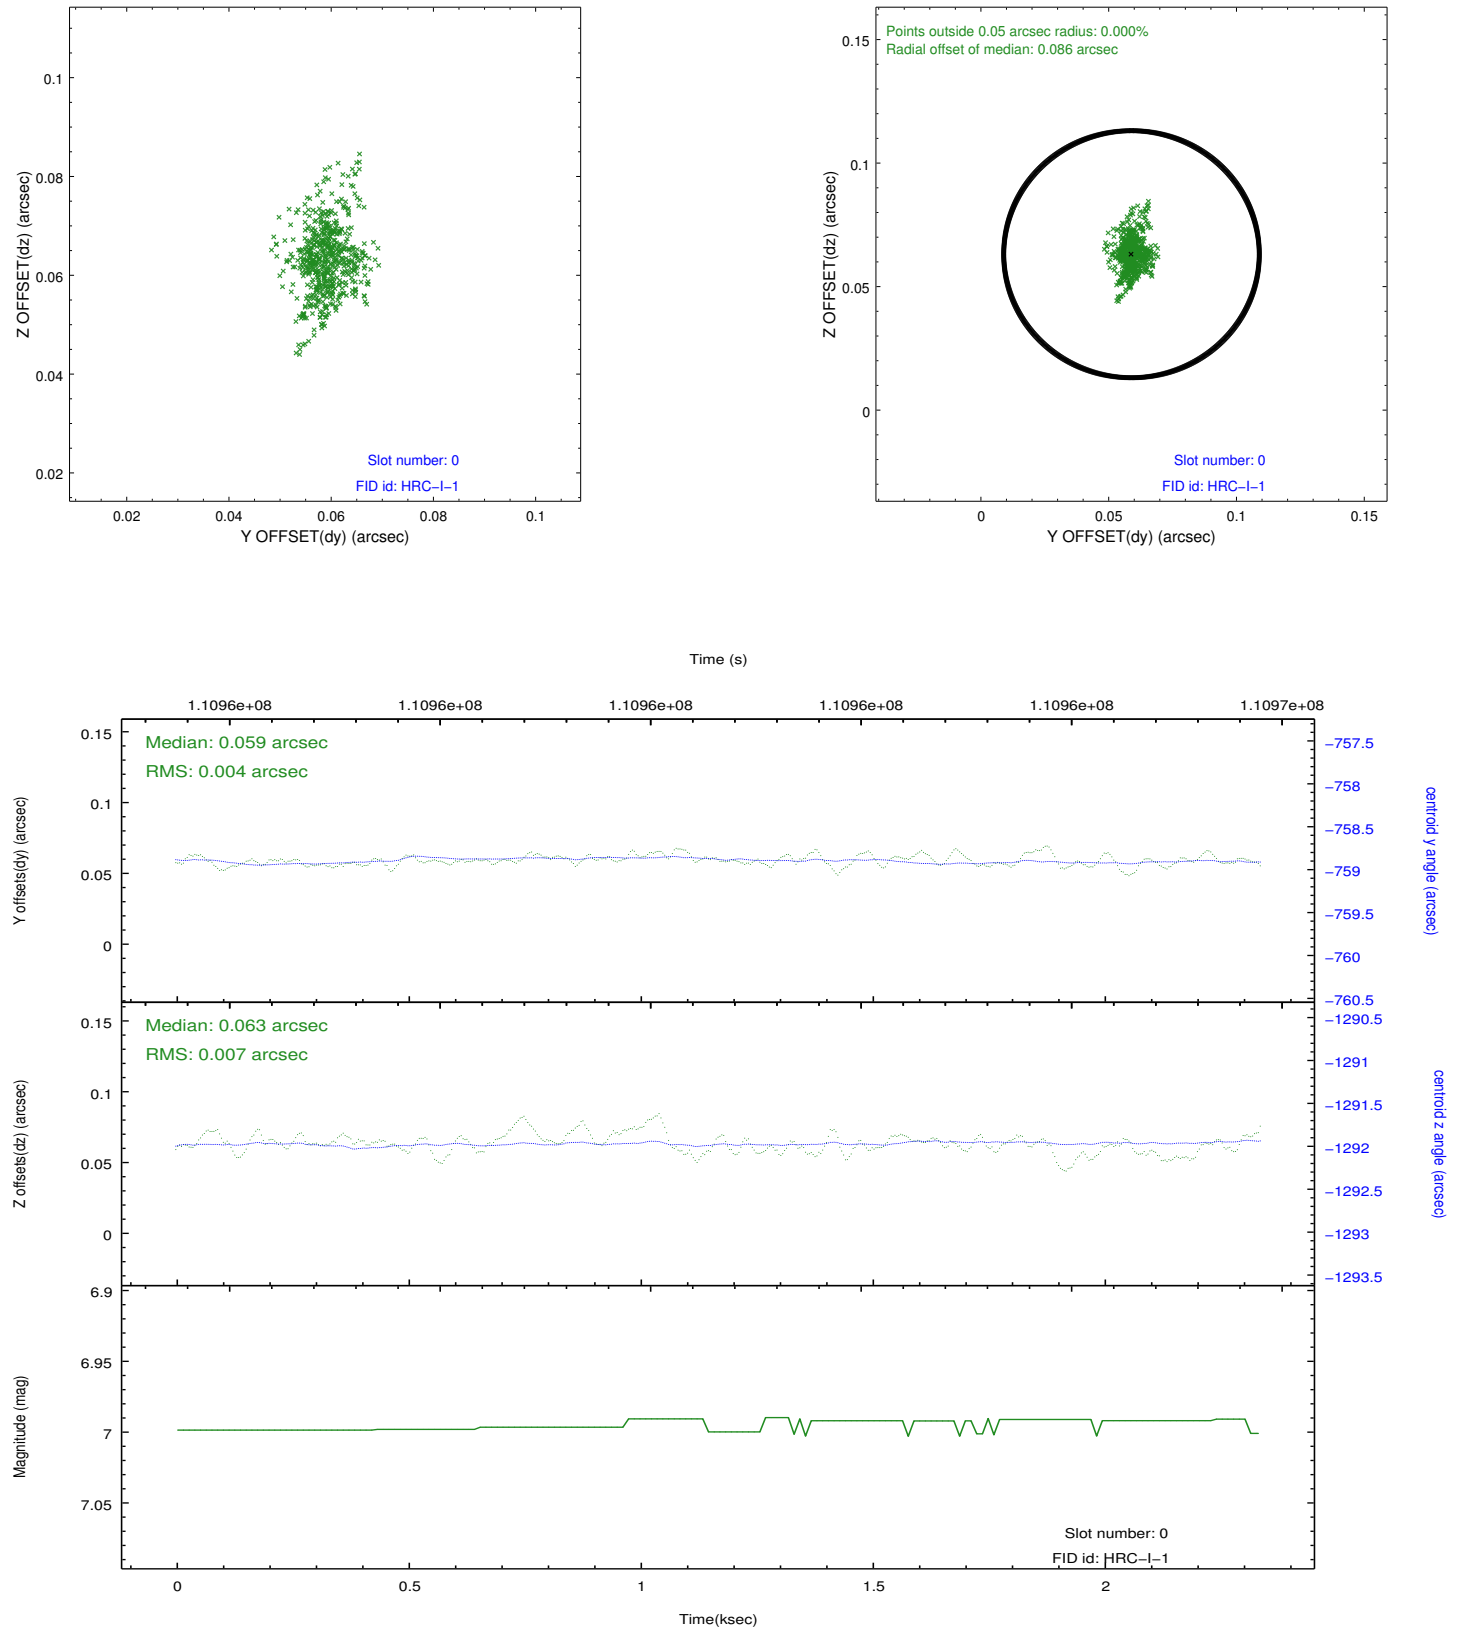 0.1
0.08
0.06
0.04
0.02
Z OFFSET(dz) (arcsec)
Slot number: 0
FID id: HRC−I−1
0.02 0.04 0.06 0.08 0.1
Y OFFSET(dy) (arcsec)
Points outside 0.05 arcsec radius: 0.000%
Radial offset of median: 0.086 arcsec
0.15
0.1
0.05
0
Z OFFSET(dz) (arcsec)
Slot number: 0
FID id: HRC−I−1
0 0.05 0.1 0.15
Y OFFSET(dy) (arcsec)
Time (s)
1.1096e+08 1.1096e+08 1.1096e+08 1.1096e+08 1.1096e+08 1.1097e+08
Median: 0.059 arcsec
RMS: 0.004 arcsec
0.15
0.1
0.05
0
Y offsets(dy) (arcsec)
−757.5
−758
−758.5
−759
−759.5
−760
−760.5
centroid y angle (arcsec)
Median: 0.063 arcsec
RMS: 0.007 arcsec
0.15
0.1
0.05
0
Z offsets(dz) (arcsec)
−1290.5
−1291
−1291.5
−1292
−1292.5
−1293
−1293.5
centroid z angle (arcsec)
6.9
6.95
7
7.05
Magnitude (mag)
Slot number: 0
FID id: HRC−I−1
0 0.5 1 1.5 2
Time(ksec)